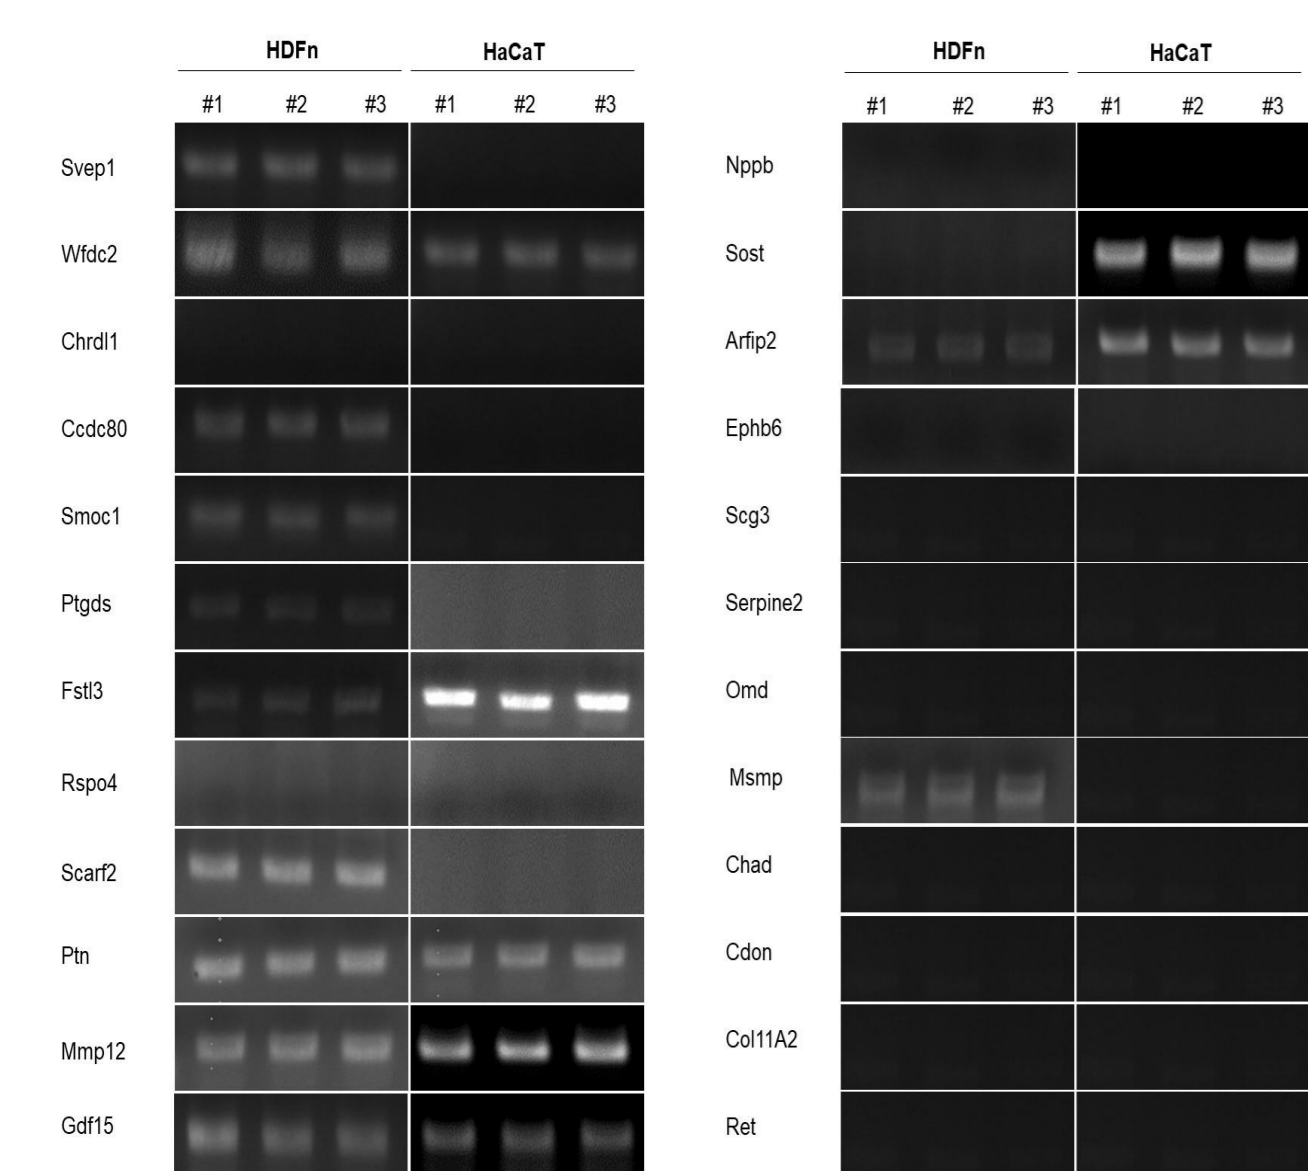 HDFn HaCaT
#1 #2 #3 #1 #2 #3
Svep1
Wfdc2
Chrdl1
Ccdc80
Smoc1
Ptgds
Fstl3
Rspo4
Scarf2
Ptn
Mmp12
Gdf15
HDFn HaCaT
#1 #2 #3 #1 #2 #3
Nppb
Sost
Arfip2
Ephb6
Scg3
Serpine2
Omd
Msmp
Chad
Cdon
Col11A2
Ret